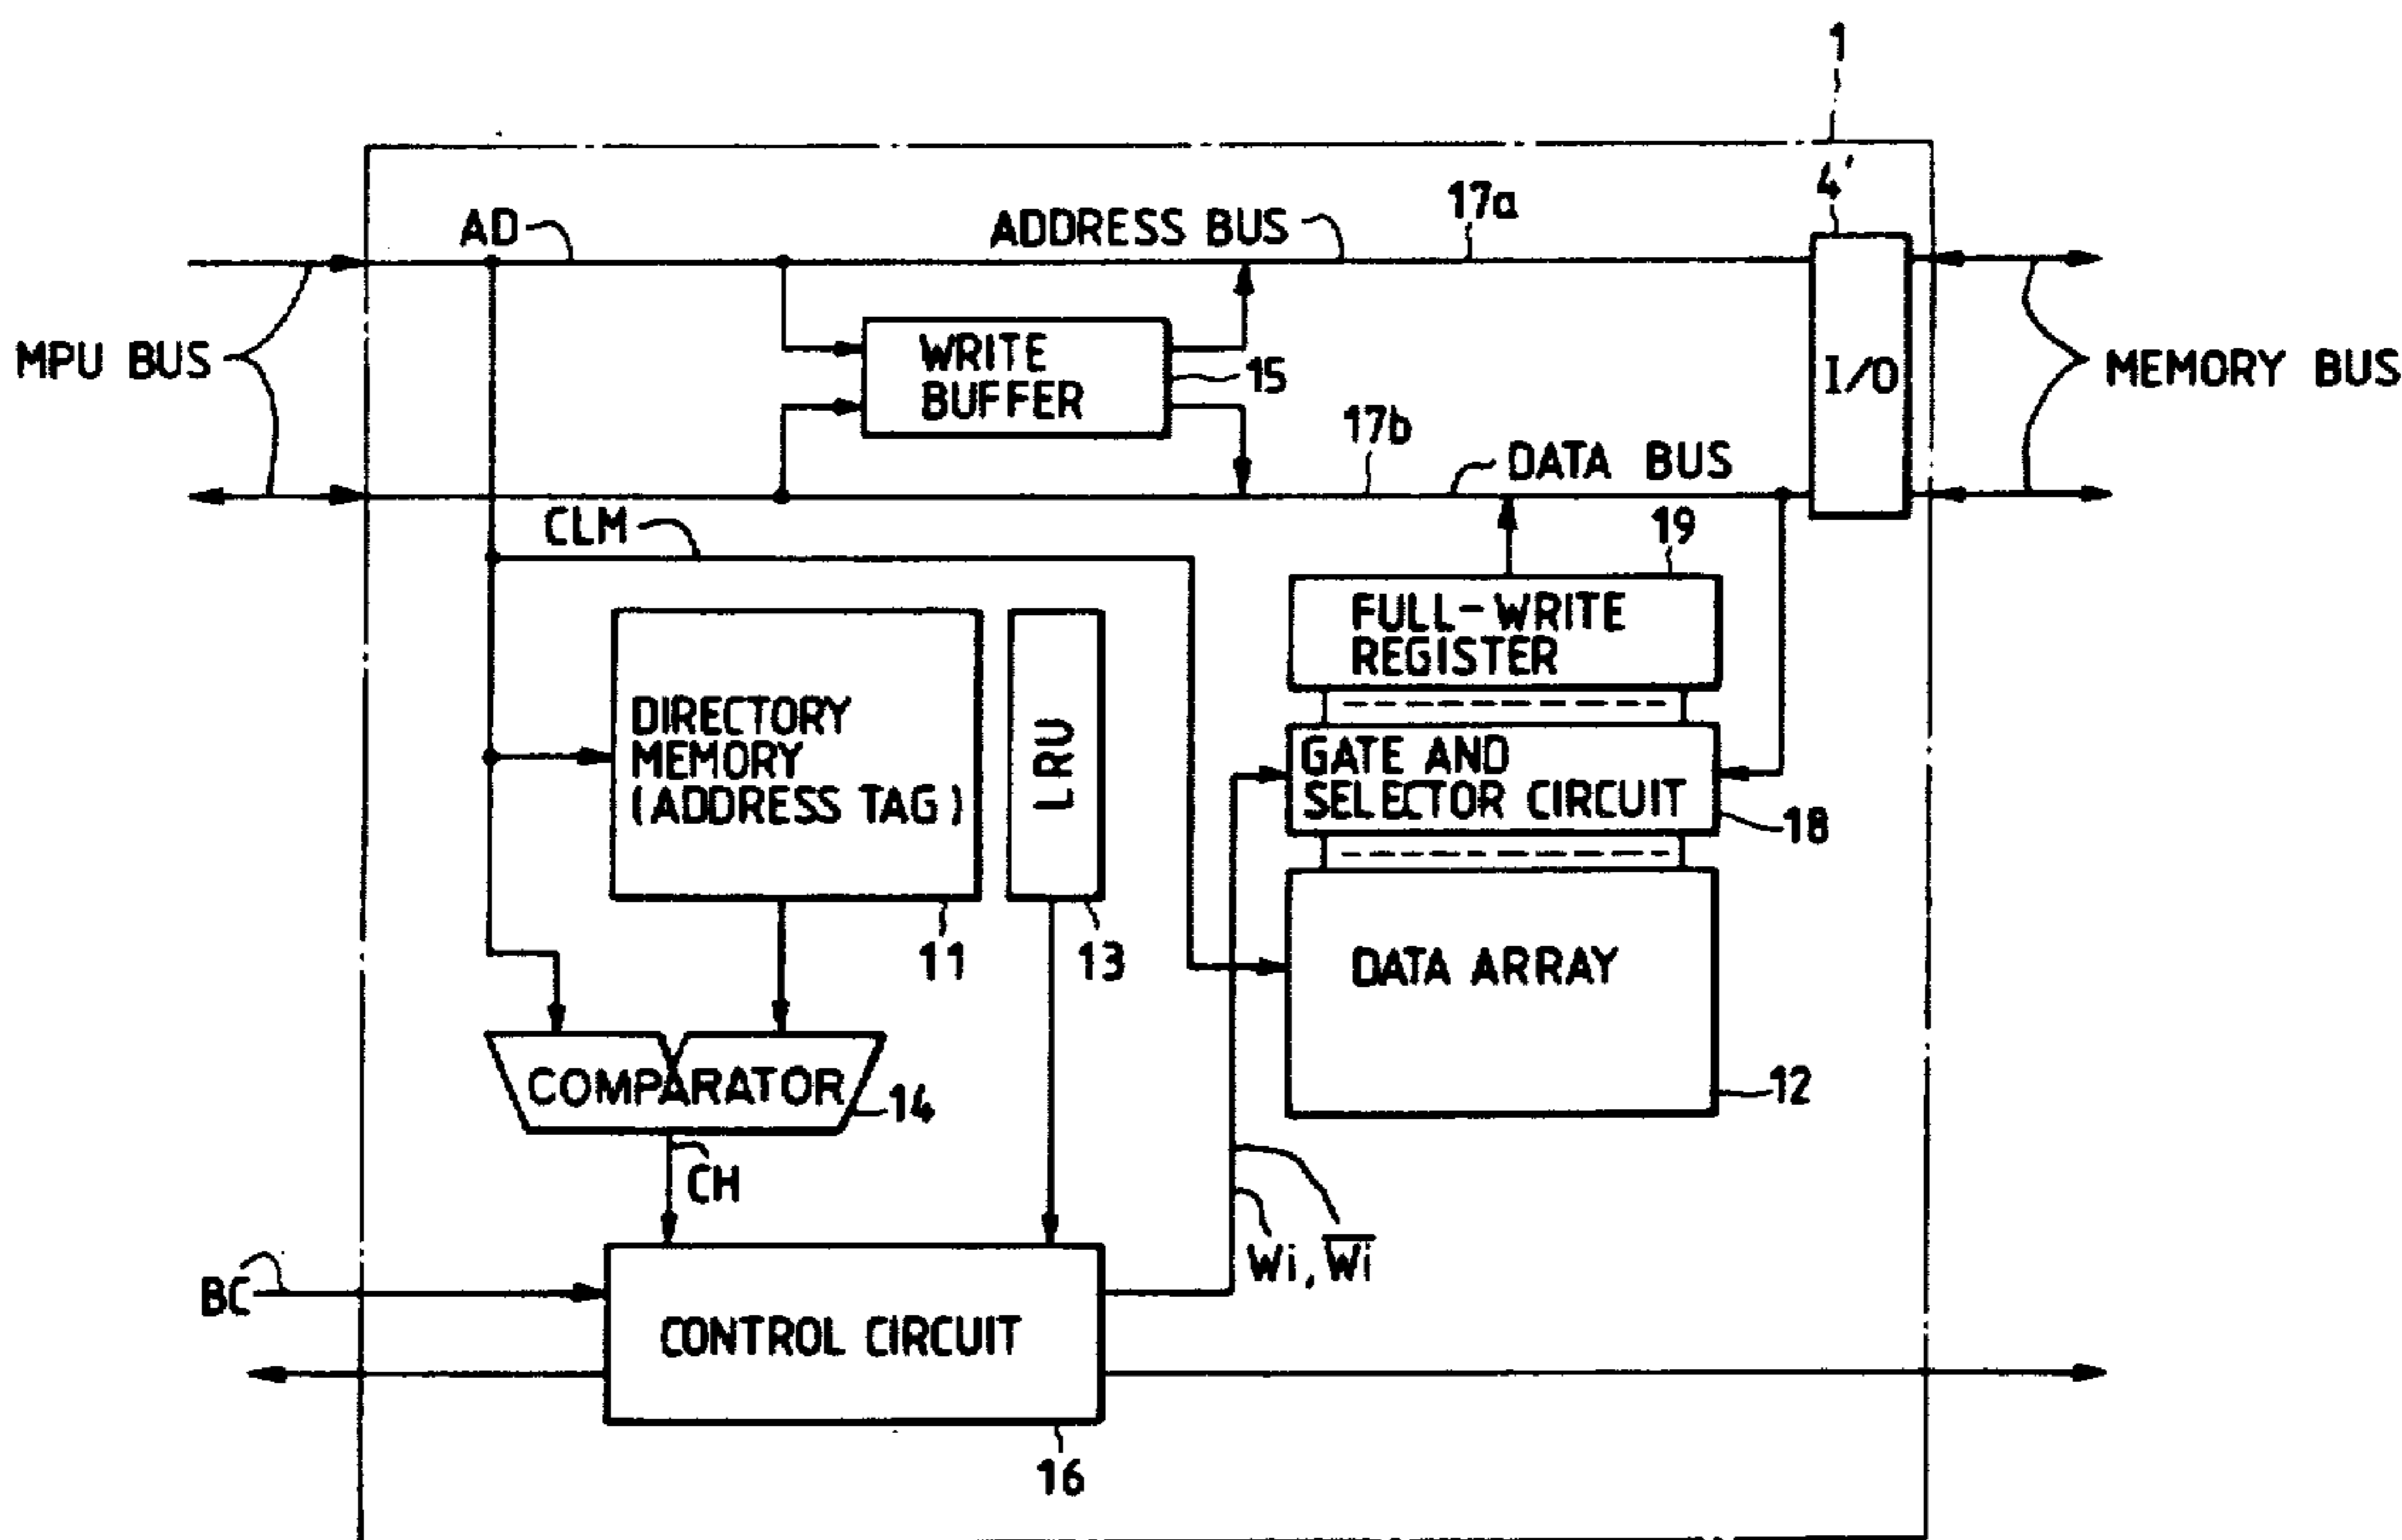 1
4'
AD
ADDRESS BUS
17a
MPU BUS
WRITE
BUFFER
15
I/O
MEMORY BUS
17b
DATA BUS
CLM
19
FULL-WRITE
REGISTER
DIRECTORY
MEMORY
(ADDRESS TAG)
LRU
GATE AND
SELECTOR CIRCUIT
18
11
13
DATA ARRAY
COMPARATOR
14
12
CH
Wi, W̅i̅
BC
CONTROL CIRCUIT
16